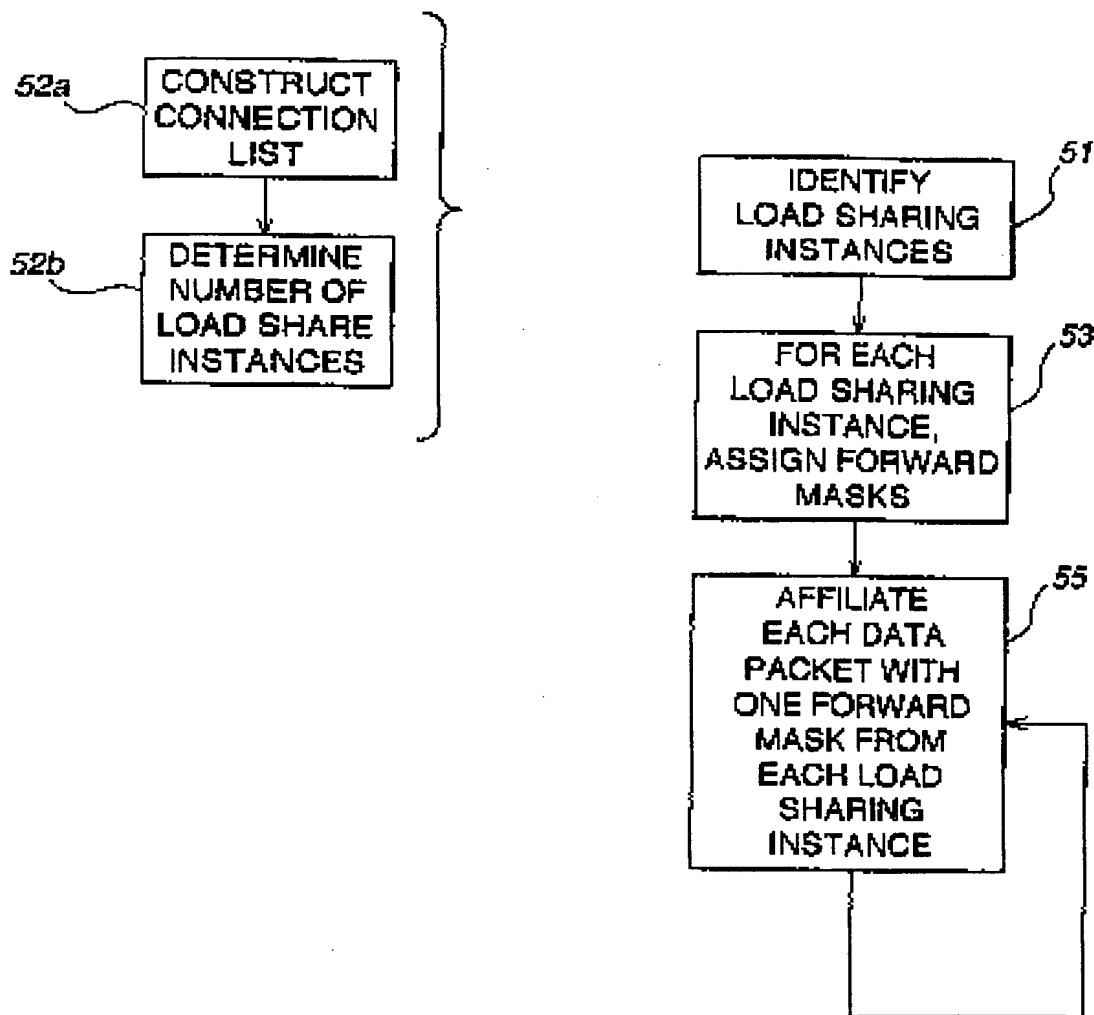 52a
CONSTRUCT
CONNECTION
LIST
52b
DETERMINE
NUMBER OF
LOAD SHARE
INSTANCES
51
IDENTIFY
LOAD SHARING
INSTANCES
53
FOR EACH
LOAD SHARING
INSTANCE,
ASSIGN FORWARD
MASKS
55
AFFILIATE
EACH DATA
PACKET WITH
ONE FORWARD
MASK FROM
EACH LOAD
SHARING
INSTANCE